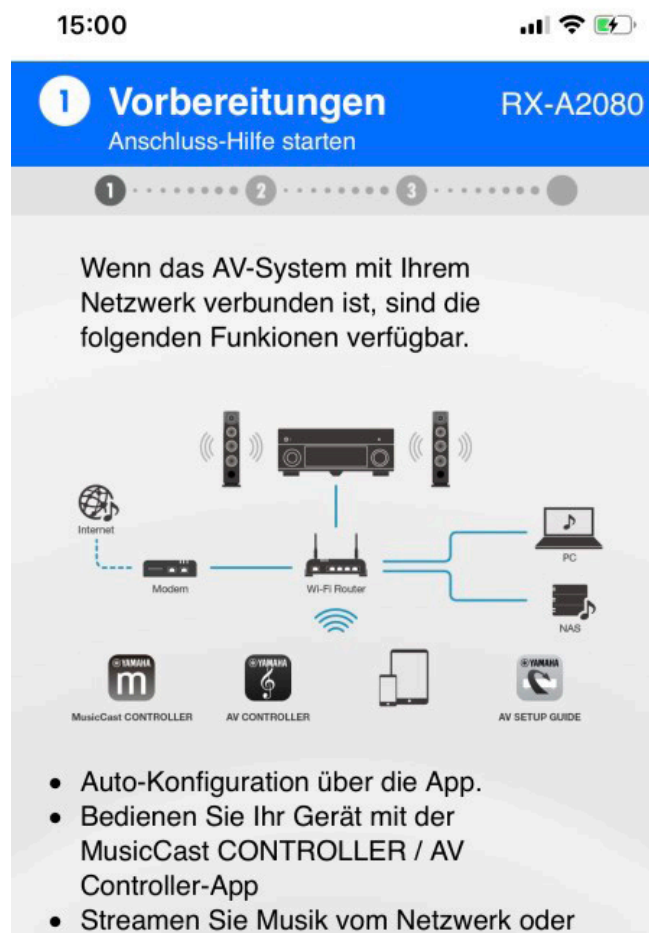 15:00
1 Vorbereitungen RX-A2080
Anschluss-Hilfe starten
1 2 3
Wenn das AV-System mit Ihrem
Netzwerk verbunden ist, sind die
folgenden Funkionen verfügbar.
Internet
Modem
Wi-Fi Router
PC
NAS
YAMAHA
m
YAMAHA
YAMAHA
MusicCast CONTROLLER
AV CONTROLLER
AV SETUP GUIDE
• Auto-Konfiguration über die App.
• Bedienen Sie Ihr Gerät mit der
MusicCast CONTROLLER / AV
Controller-App
• Streamen Sie Musik vom Netzwerk oder